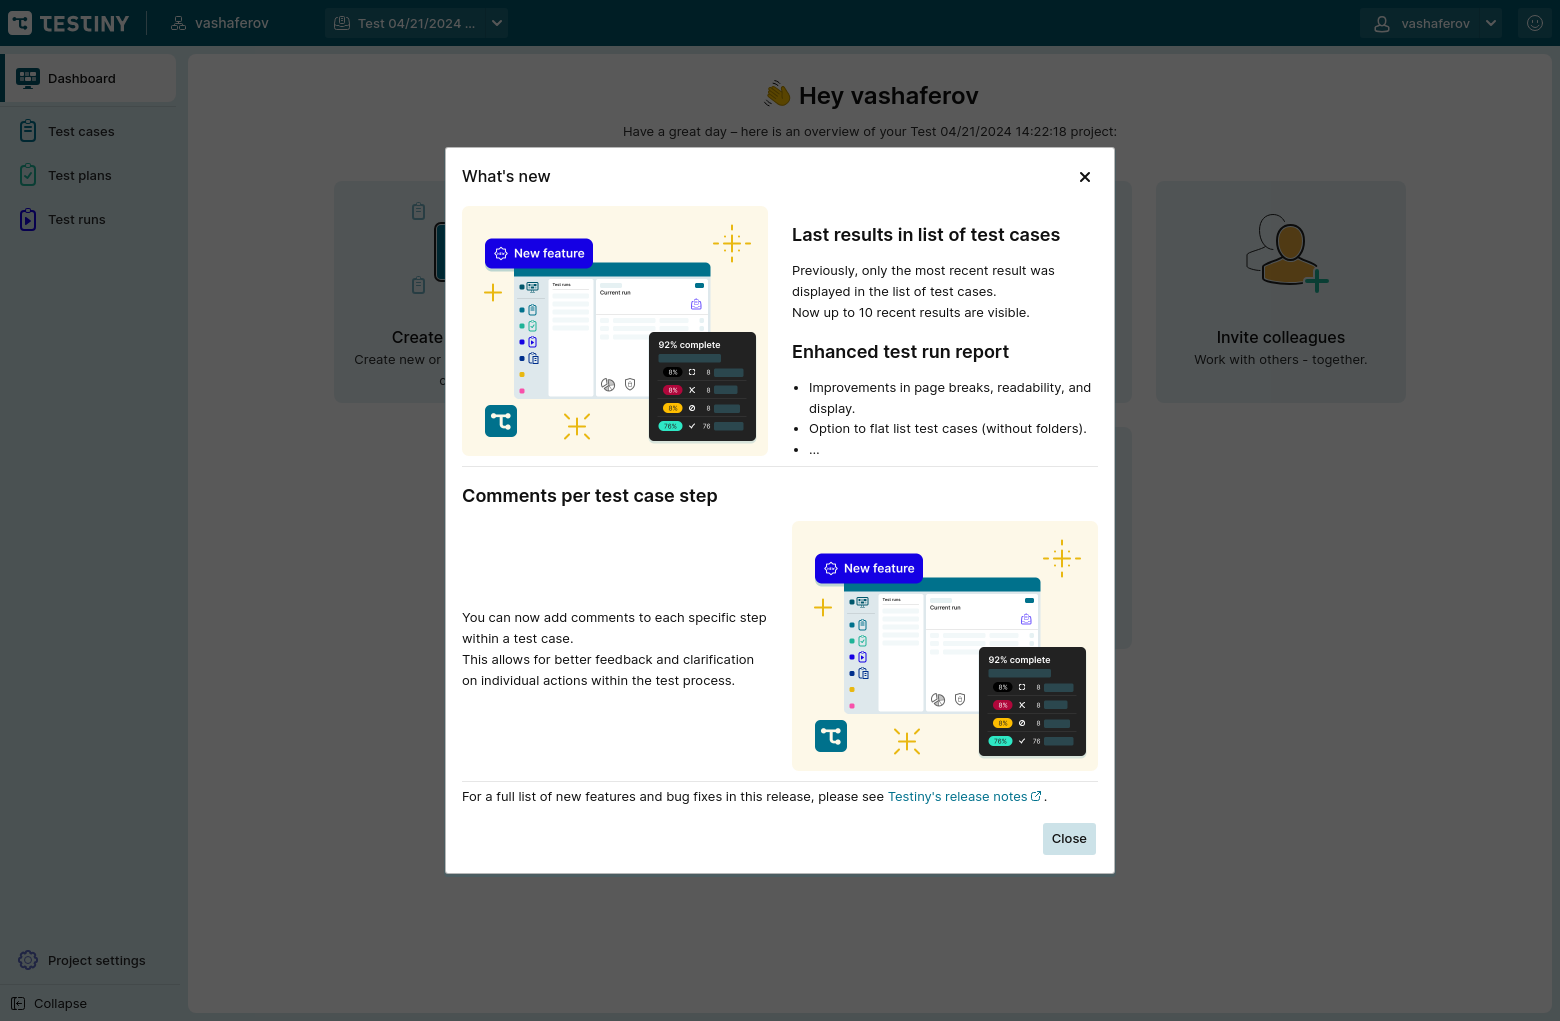 TESTINY
vashaferov
Test 04/21/2024 ...
vashaferov
Dashboard
Test cases
Test plans
Test runs
Project settings
Collapse
Hey vashaferov
Have a great day – here is an overview of your Test 04/21/2024 14:22:18 project:
Create
Create new or
Invite colleagues
Work with others - together.
What's new
New feature
Test runs
Current run
92% complete
8% 8
8% 8
8% 8
76% 76
Last results in list of test cases
Previously, only the most recent result was
displayed in the list of test cases.
Now up to 10 recent results are visible.
Enhanced test run report
• Improvements in page breaks, readability, and
display.
• Option to flat list test cases (without folders).
• ...
Comments per test case step
You can now add comments to each specific step
within a test case.
This allows for better feedback and clarification
on individual actions within the test process.
New feature
Test runs
Current run
92% complete
8% 8
8% 8
8% 8
76% 76
For a full list of new features and bug fixes in this release, please see Testiny's release notes .
Close